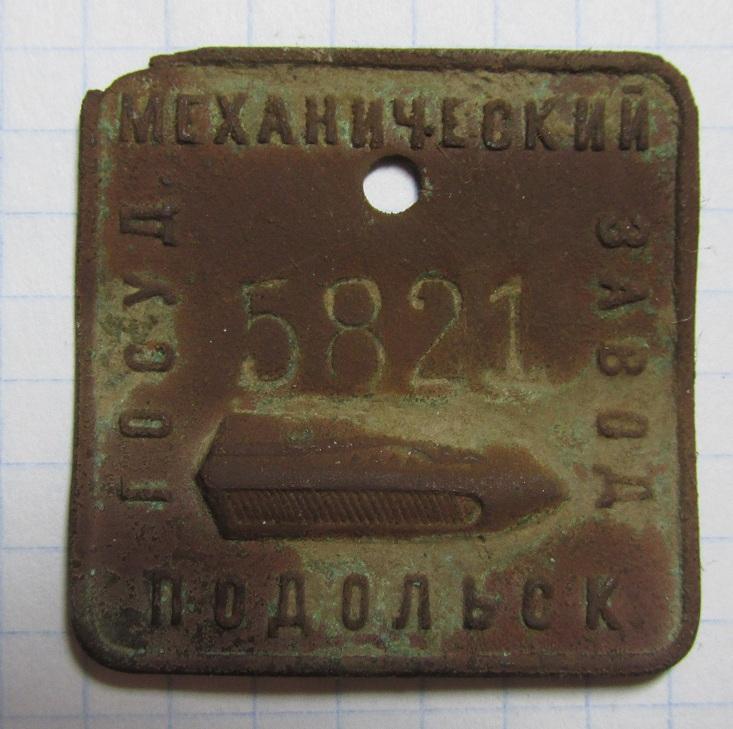 ГОСУД.
МЕХАНИЧЕСКИЙ
ЗАВОД
5821
ПОДОЛЬСК